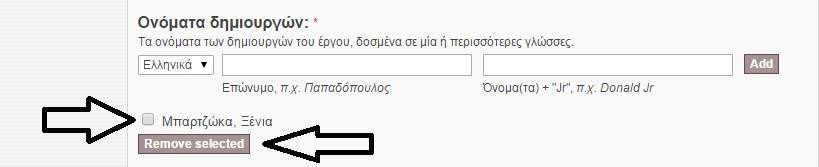 Ονόματα δημιουργών: *
Τα ονόματα των δημιουργών του έργου, δοσμένα σε μία ή περισσότερες γλώσσες.
Ελληνικά Add
Επώνυμο, π.χ. Παπαδόπουλος Όνομα(τα) + "Jr", π.χ. Donald Jr
Μπαρτζώκα, Ξένια
Remove selected